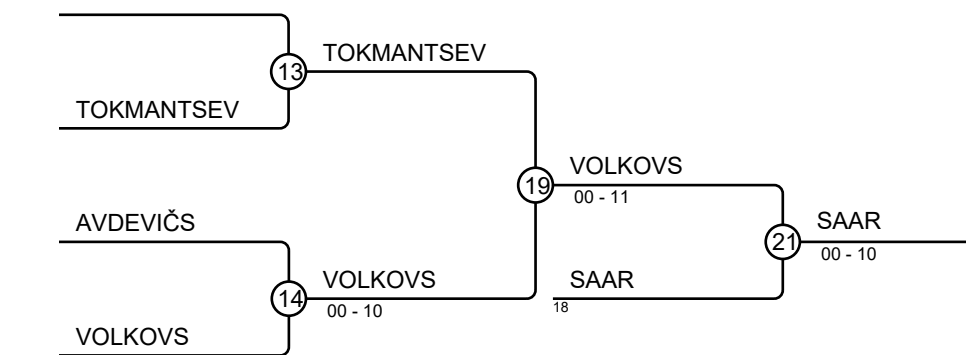 13
TOKMANTSEV
TOKMANTSEV
19
VOLKOVS
00 - 11
AVDEVIČS
21
SAAR
00 - 10
14
VOLKOVS
00 - 10
SAAR
18
VOLKOVS